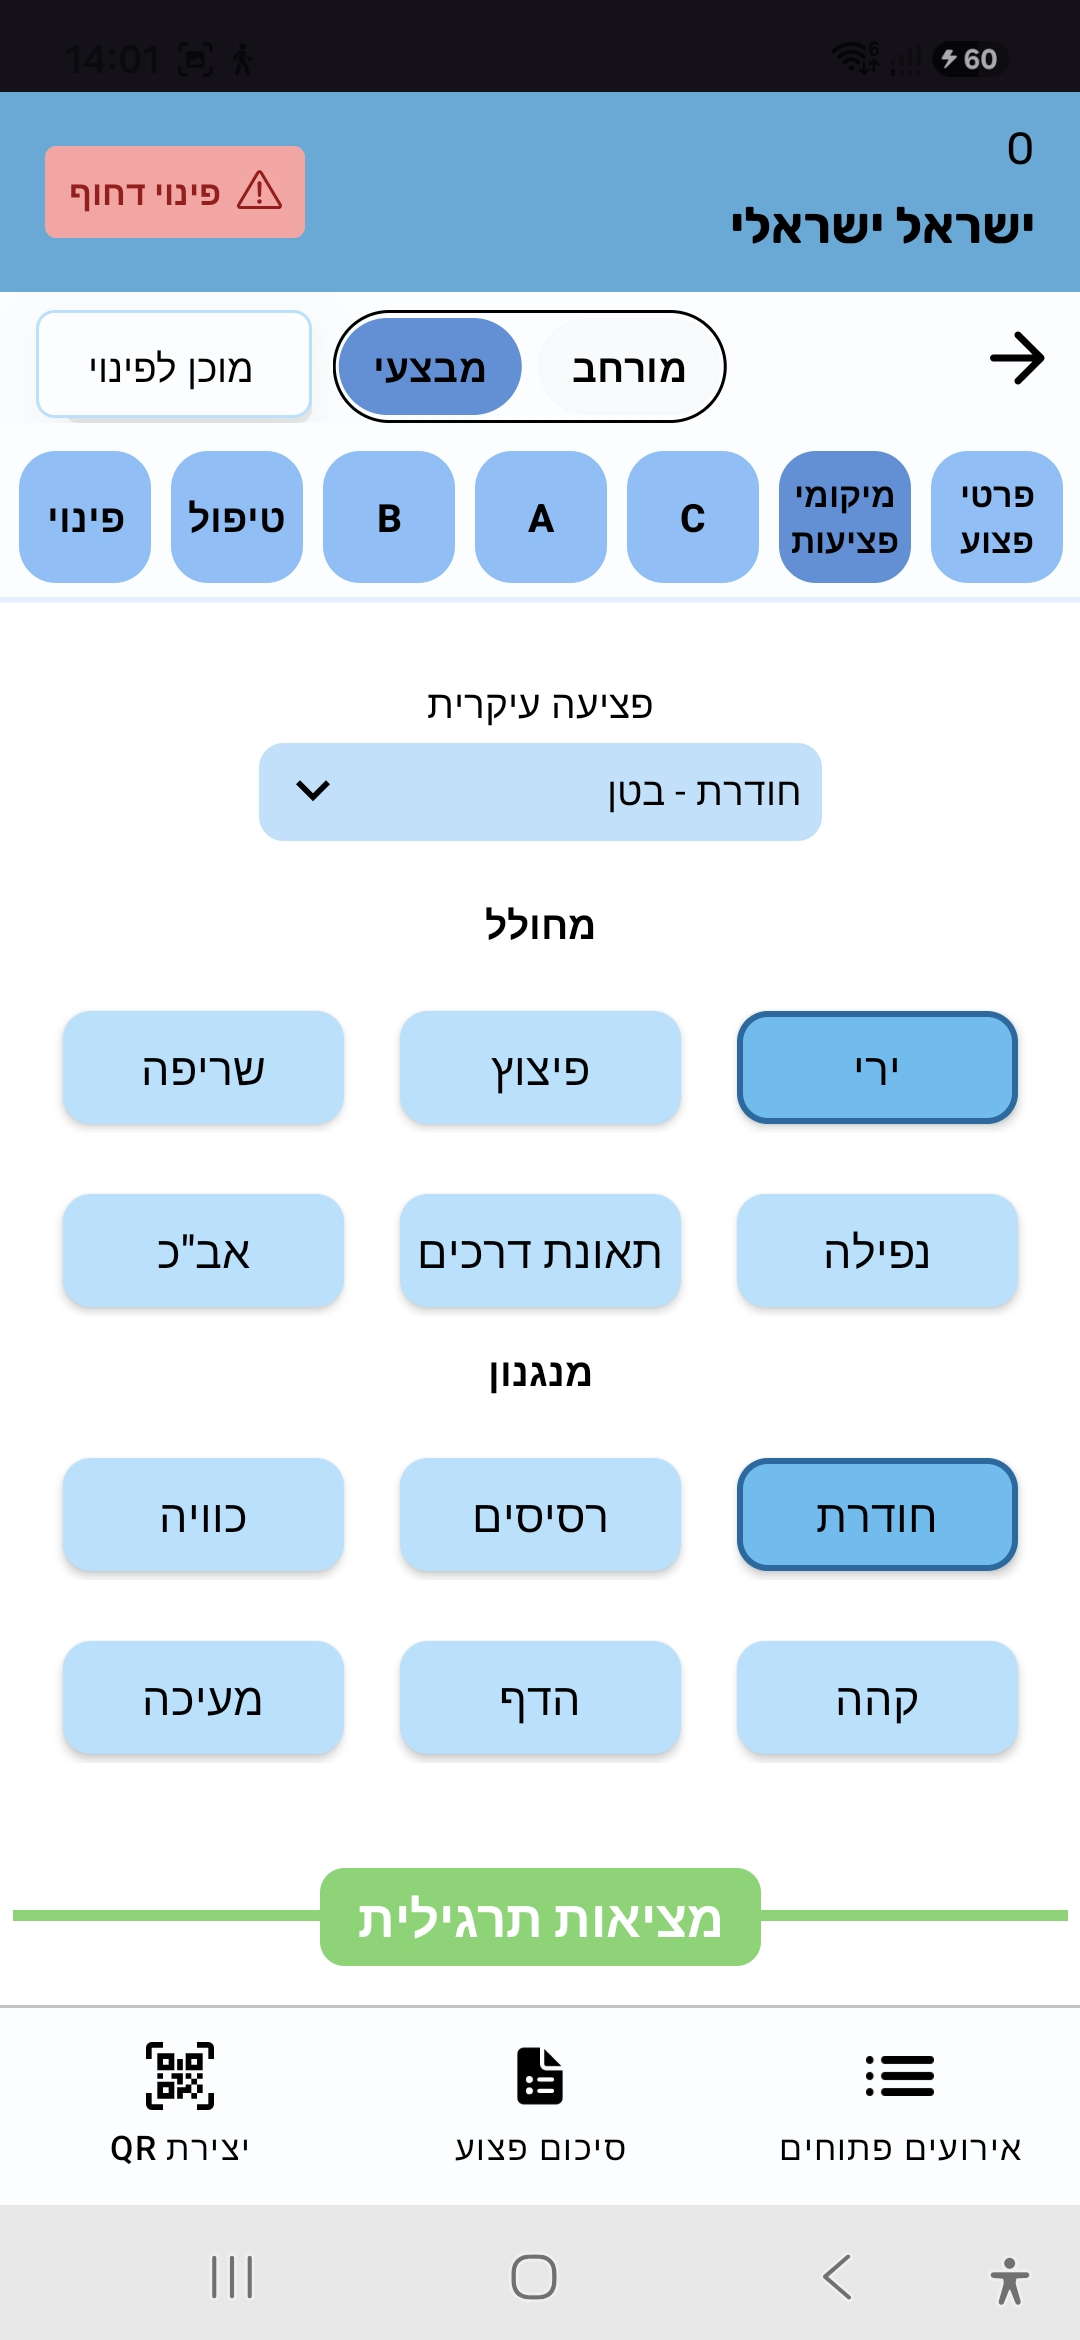 14:01
6
60
0
ישראל ישראלי
פינוי דחוף
מורחב
מבצעי
מוכן לפינוי
פרטי
פצוע
מיקומי
פציעות
C
A
B
טיפול
פינוי
פציעה עיקרית
חודרת - בטן
מחולל
ירי
פיצוץ
שריפה
נפילה
תאונת דרכים
אב"כ
מנגנון
חודרת
רסיסים
כוויה
קהה
הדף
מעיכה
מציאות תרגילית
אירועים פתוחים
סיכום פצוע
יצירת QR